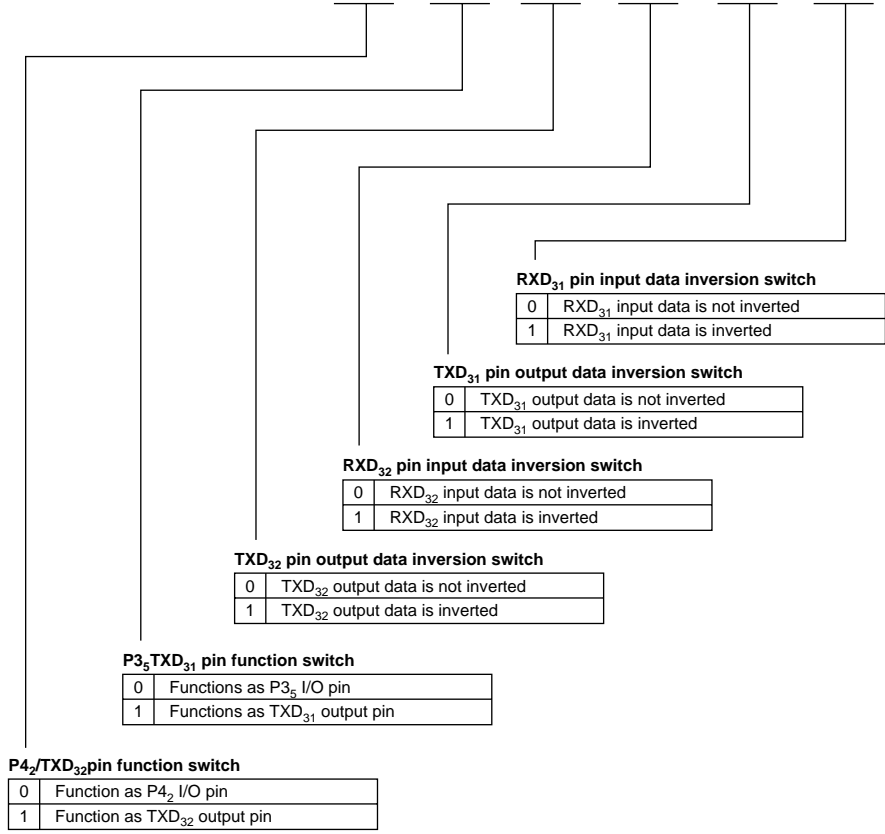 RXD31 pin input data inversion switch
0 RXD31 input data is not inverted
1 RXD31 input data is inverted
TXD31 pin output data inversion switch
0 TXD31 output data is not inverted
1 TXD31 output data is inverted
RXD32 pin input data inversion switch
0 RXD32 input data is not inverted
1 RXD32 input data is inverted
TXD32 pin output data inversion switch
0 TXD32 output data is not inverted
1 TXD32 output data is inverted
P35TXD31 pin function switch
0 Functions as P35 I/O pin
1 Functions as TXD31 output pin
P42/TXD32pin function switch
0 Function as P42 I/O pin
1 Function as TXD32 output pin